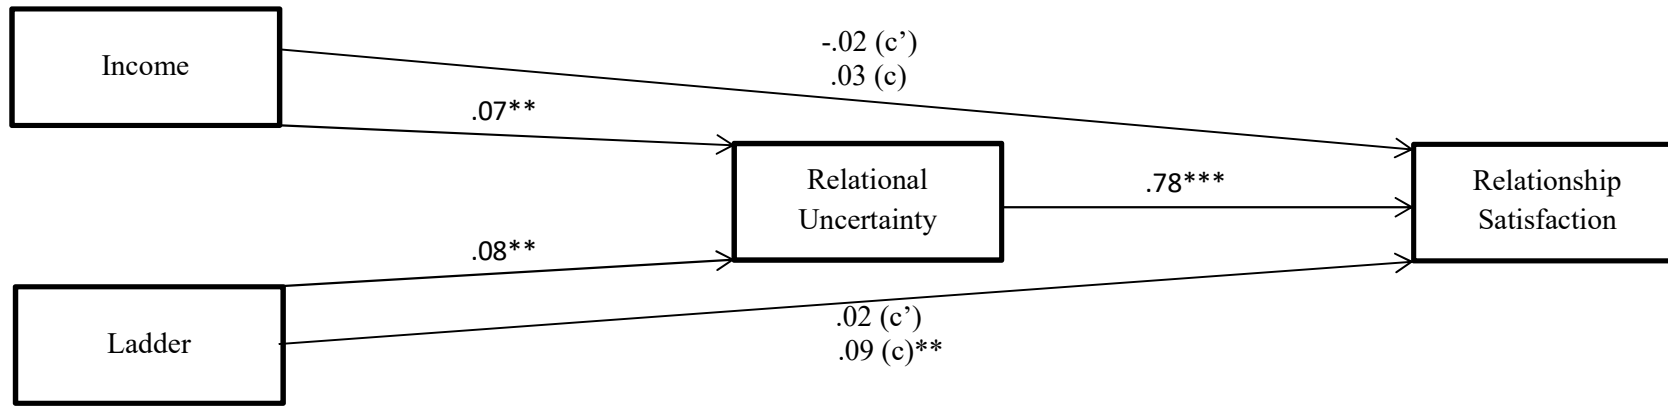 Income
-.02 (c’)
.03 (c)
.07**
Relational
Uncertainty
.78***
Relationship
Satisfaction
.08**
Ladder
.02 (c’)
.09 (c)**